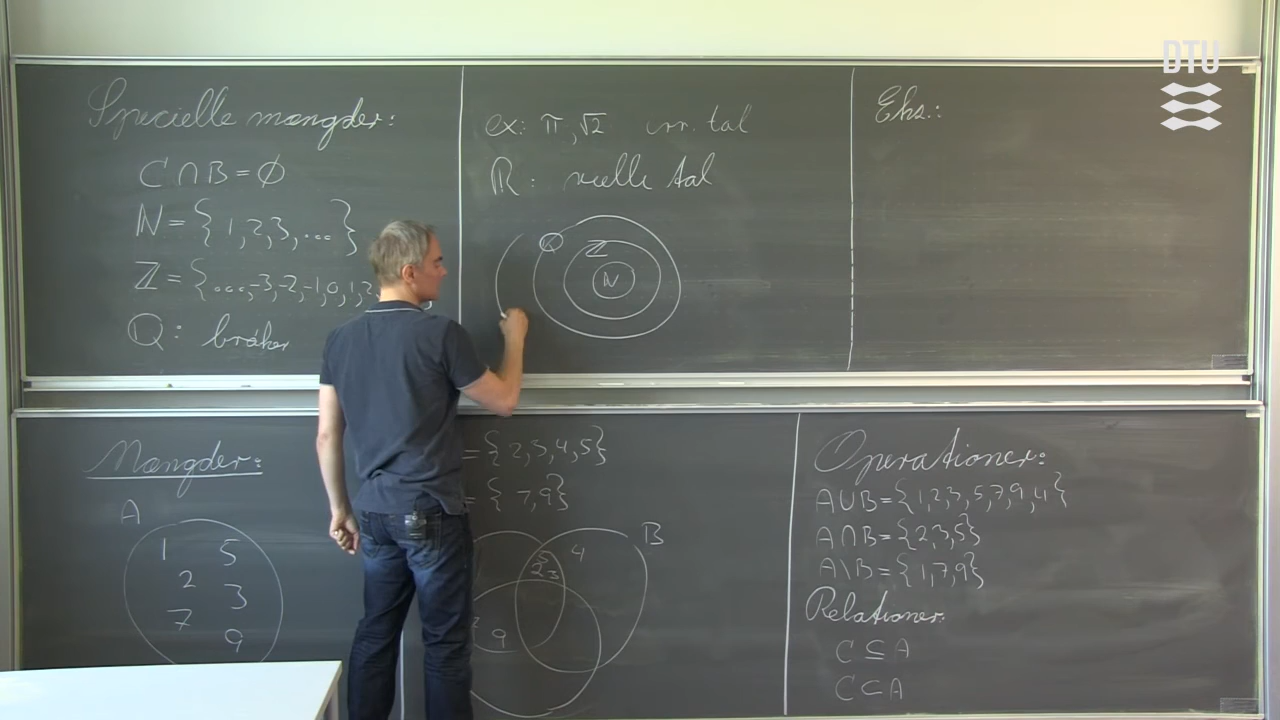 DTU
Specielle mængder:
C∩B=∅
ℕ={1,2,3,...}
ℤ={...,-3,-2,-1,0,1,2
ℚ: brøker
ex: π,√2 irr. tal
ℝ: reelle tal
ℚ
ℤ
ℕ
Eks.:
Mængder:
A
1 5
2 3
7 9
={2,3,4,5}
={7,9}
B
5 4
2 3
9
Operationer:
A∪B={1,2,3,5,7,9,4}
A∩B={2,3,5}
A\B={1,7,9}
Relationer:
C⊆A
C⊂A